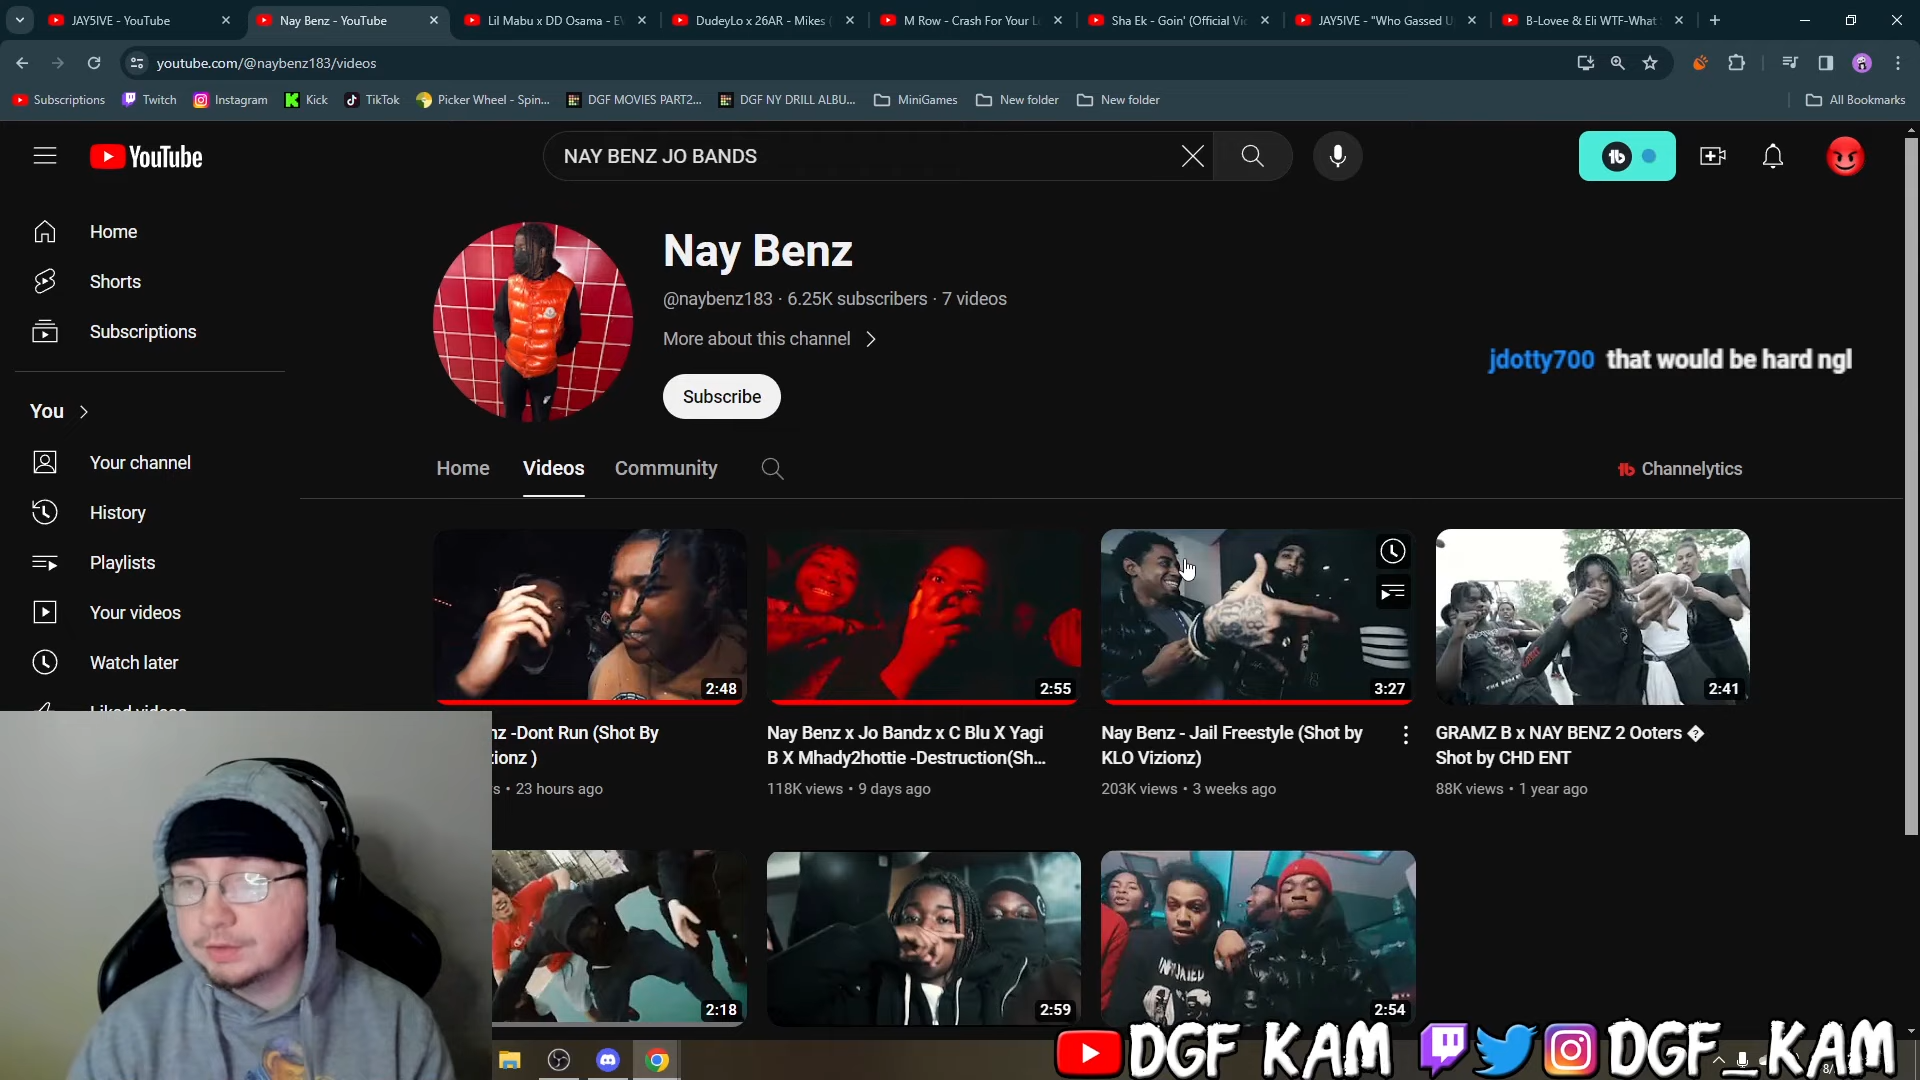 JAY5IVE - YouTube
Nay Benz - YouTube
Lil Mabu x DD Osama - E
DudeyLo x 26AR - Mikes
M Row - Crash For Your L
Sha Ek - Goin' (Official Vi
JAY5IVE - "Who Gassed U
B-Lovee & Eli WTF-What
youtube.com/@naybenz183/videos
Subscriptions
Twitch
Instagram
Kick
TikTok
Picker Wheel - Spin...
DGF MOVIES PART2...
DGF NY DRILL ALBU...
MiniGames
New folder
New folder
All Bookmarks
YouTube
NAY BENZ JO BANDS
Home
Shorts
Subscriptions
You
Your channel
History
Playlists
Your videos
Watch later
Liked videos
Nay Benz
@naybenz183 · 6.25K subscribers · 7 videos
More about this channel
Subscribe
jdotty700 that would be hard ngl
Home
Videos
Community
Channelytics
2:48
2:55
3:27
2:41
nz -Dont Run (Shot By
zionz )
s • 23 hours ago
Nay Benz x Jo Bandz x C Blu X Yagi
B X Mhady2hottie -Destruction(Sh...
118K views • 9 days ago
Nay Benz - Jail Freestyle (Shot by
KLO Vizionz)
203K views • 3 weeks ago
GRAMZ B x NAY BENZ 2 Ooters �
Shot by CHD ENT
88K views • 1 year ago
2:18
2:59
2:54
DGF KAM
DGF_KAM